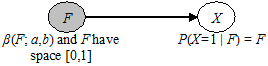 F
X
β(F; a,b) and F have
space [0,1]
P(X=1 | F) = F